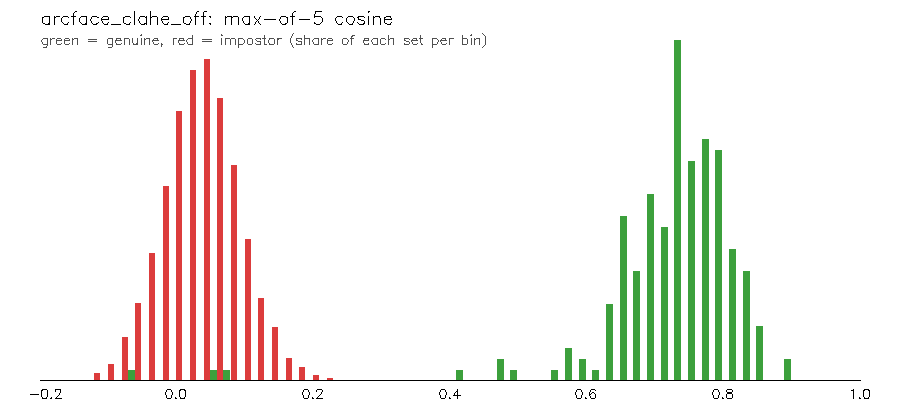 arcface_clahe_off: max-of-5 cosine
green = genuine, red = impostor (share of each set per bin)
-0.2 0.0 0.2 0.4 0.6 0.8 1.0